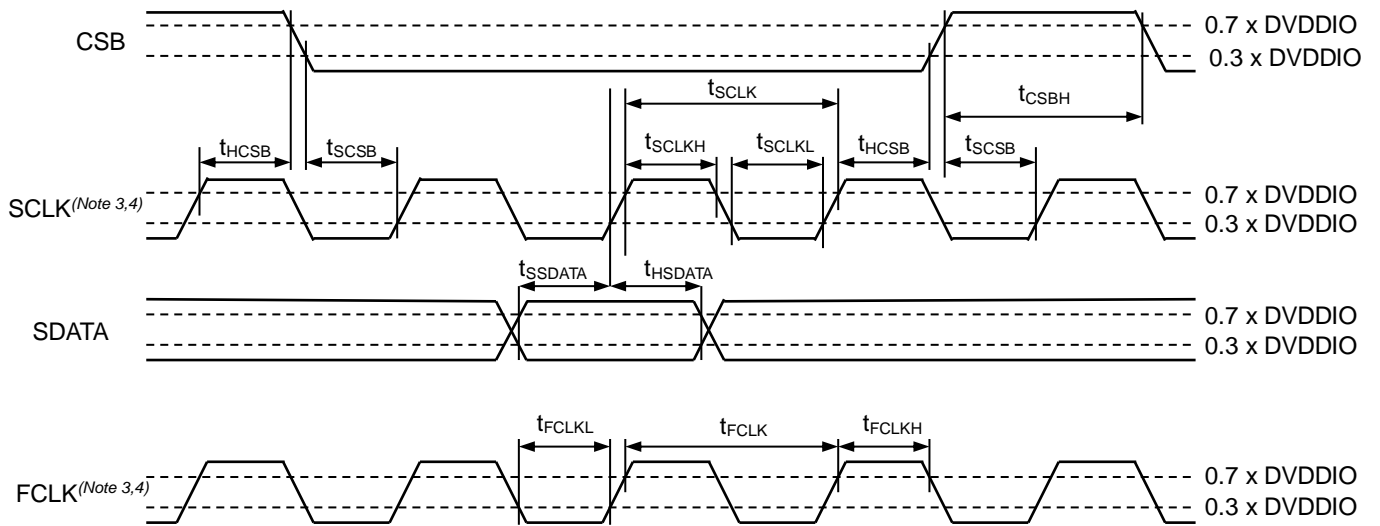 CSB
0.7 x DVDDIO
0.3 x DVDDIO
tSCLK
tCSBH
tHCSB
tSCSB
tSCLKH
tSCLKL
tHCSB
tSCSB
SCLK(Note 3,4)
0.7 x DVDDIO
0.3 x DVDDIO
tSSDATA
tHSDATA
SDATA
0.7 x DVDDIO
0.3 x DVDDIO
tFCLKL
tFCLK
tFCLKH
FCLK(Note 3,4)
0.7 x DVDDIO
0.3 x DVDDIO